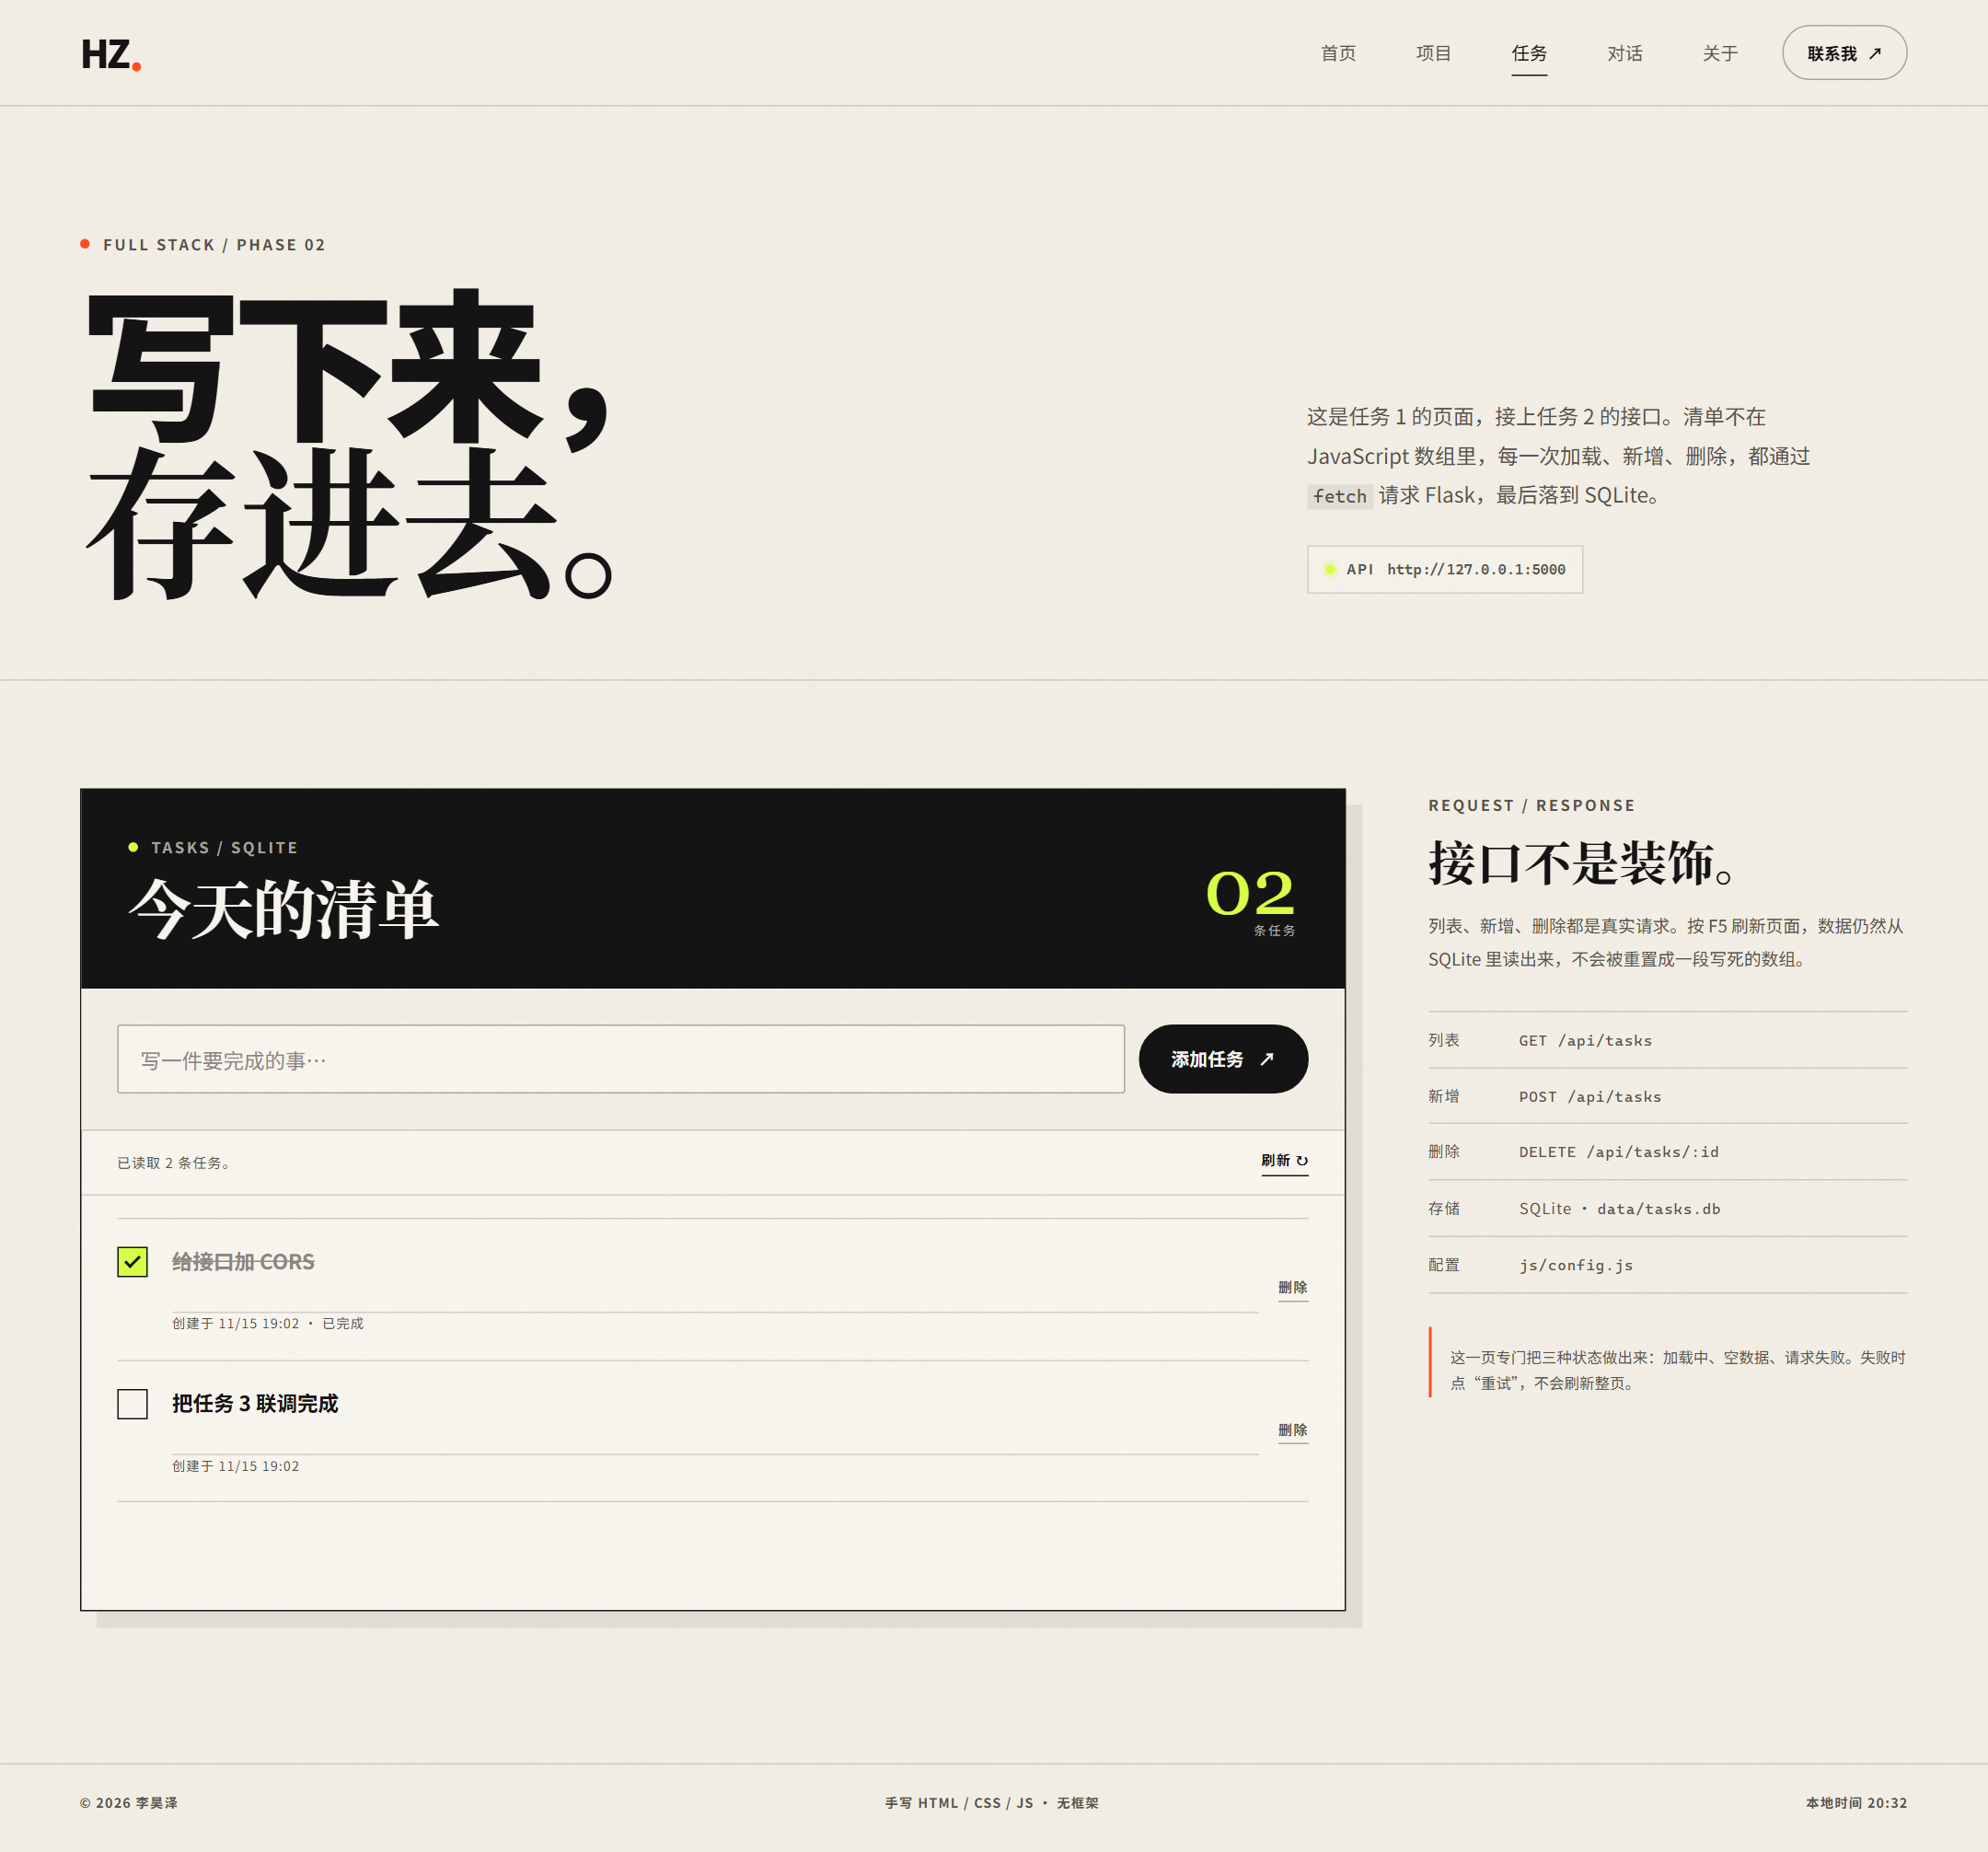 HZ.
首页
项目
任务
对话
关于
联系我 ↗
FULL STACK / PHASE 02
写下来，
存进去。
这是任务 1 的页面，接上任务 2 的接口。清单不在
JavaScript 数组里，每一次加载、新增、删除，都通过
fetch 请求 Flask，最后落到 SQLite。
API http://127.0.0.1:5000
TASKS / SQLITE
今天的清单
02
条任务
写一件要完成的事…
添加任务 ↗
已读取 2 条任务。
刷新 ↻
给接口加 CORS
删除
创建于 11/15 19:02 · 已完成
把任务 3 联调完成
删除
创建于 11/15 19:02
REQUEST / RESPONSE
接口不是装饰。
列表、新增、删除都是真实请求。按 F5 刷新页面，数据仍然从
SQLite 里读出来，不会被重置成一段写死的数组。
列表 GET /api/tasks
新增 POST /api/tasks
删除 DELETE /api/tasks/:id
存储 SQLite · data/tasks.db
配置 js/config.js
这一页专门把三种状态做出来：加载中、空数据、请求失败。失败时
点“重试”，不会刷新整页。
© 2026 李昊泽
手写 HTML / CSS / JS · 无框架
本地时间 20:32